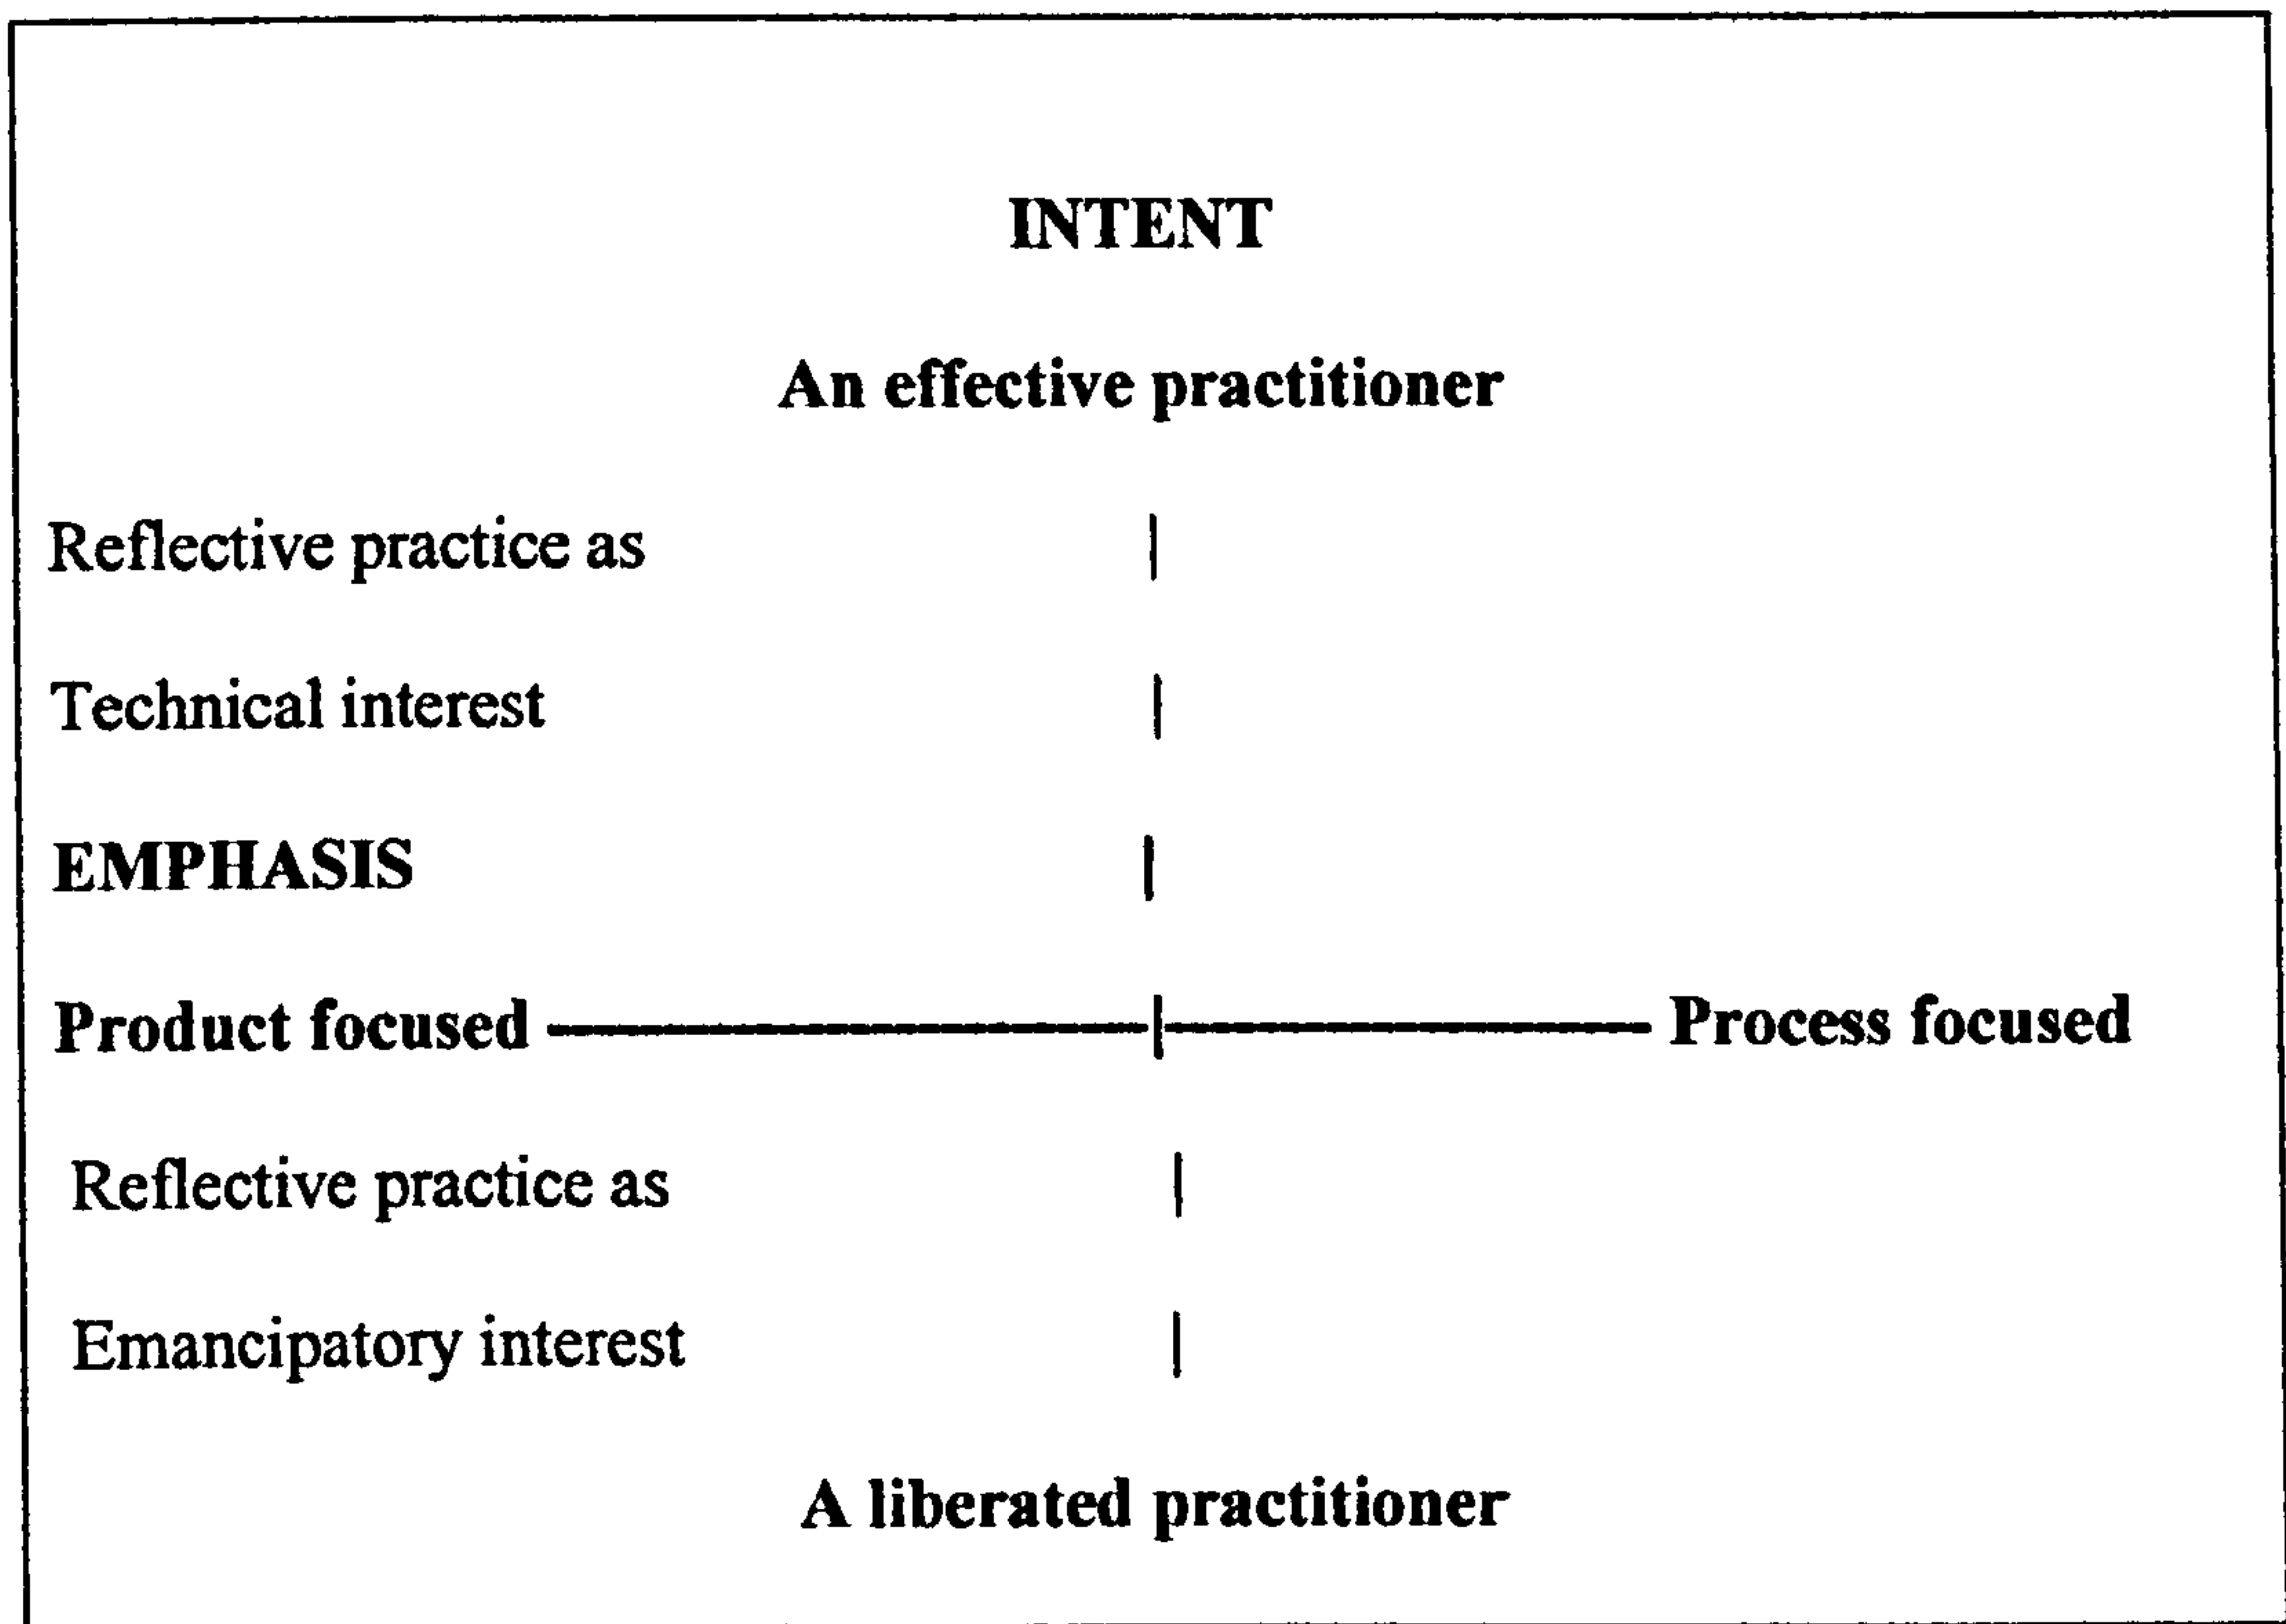 INTENT
An effective practitioner
Reflective practice as
Technical interest
EMPHASIS
Product focused Process focused
Reflective practice as
Emancipatory interest
A liberated practitioner